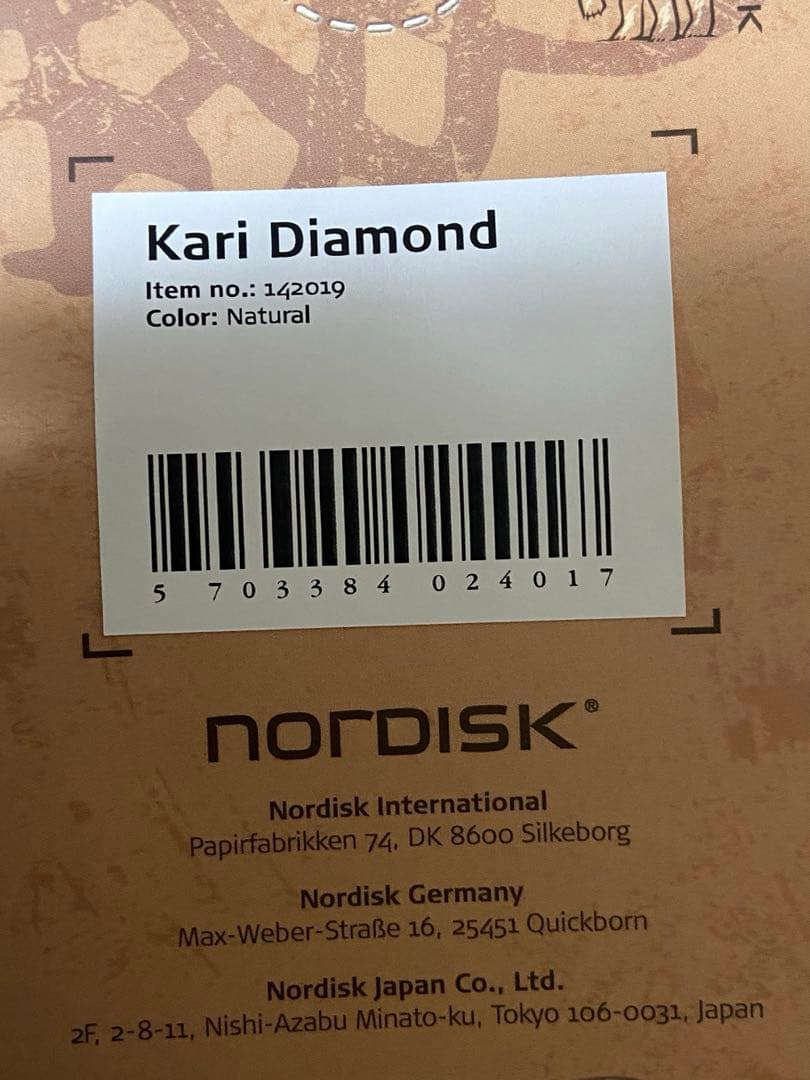 K
Kari Diamond
Item no.: 142019
Color: Natural
5 703384 024017
nordisk®
Nordisk International
Papirfabrikken 74, DK 8600 Silkeborg
Nordisk Germany
Max-Weber-Straße 16, 25451 Quickborn
Nordisk Japan Co., Ltd.
2F, 2-8-11, Nishi-Azabu Minato-ku, Tokyo 106-0031, Japan